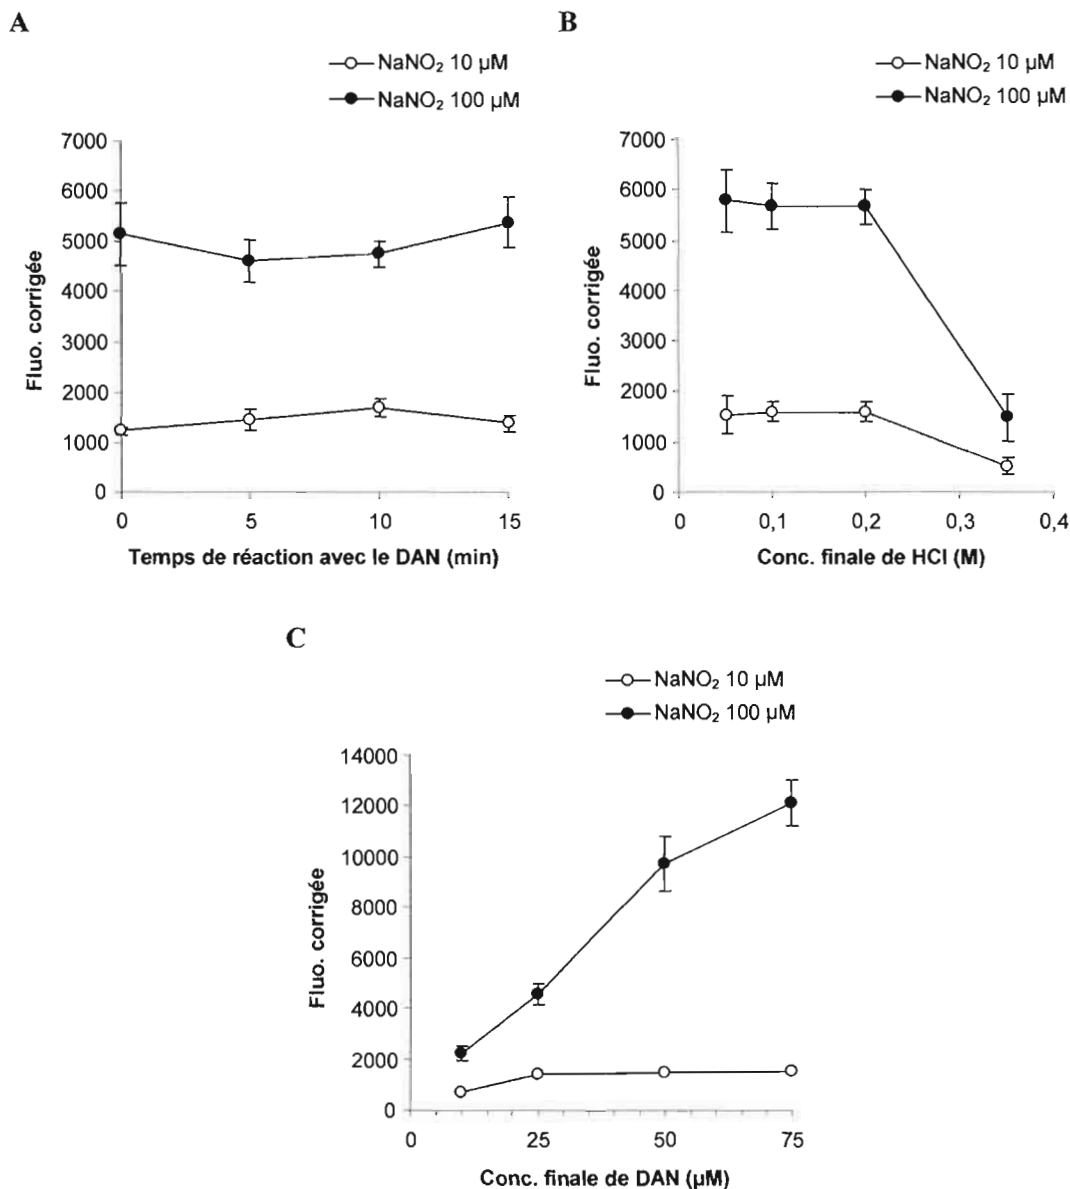 A
NaNO₂ 10 µM
NaNO₂ 100 µM
7000
6000
5000
4000
3000
2000
1000
0
Fluo. corrigée
0 5 10 15
Temps de réaction avec le DAN (min)
B
NaNO₂ 10 µM
NaNO₂ 100 µM
7000
6000
5000
4000
3000
2000
1000
0
Fluo. corrigée
0 0,1 0,2 0,3 0,4
Conc. finale de HCl (M)
C
NaNO₂ 10 µM
NaNO₂ 100 µM
14000
12000
10000
8000
6000
4000
2000
0
Fluo. corrigée
0 25 50 75
Conc. finale de DAN (µM)